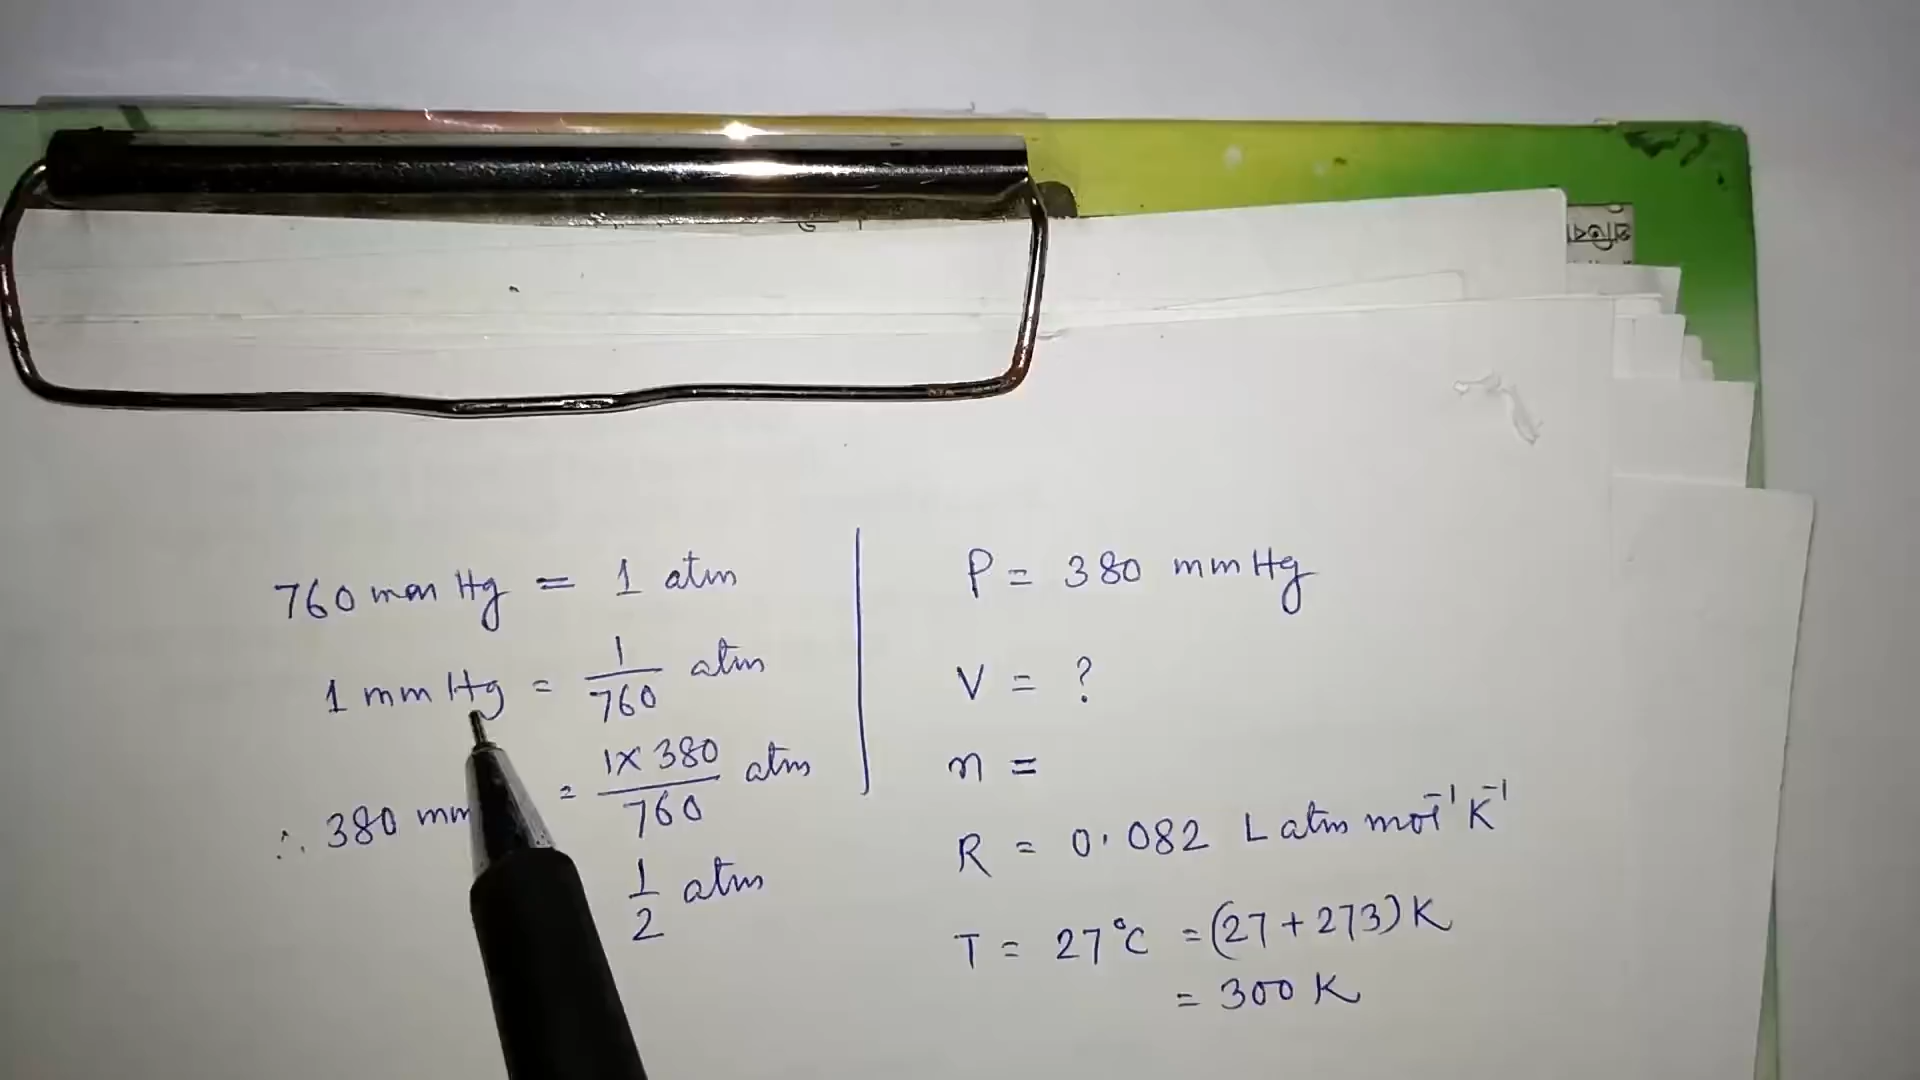 760 mm Hg = 1 atm
1 mm Hg = 1/760 atm
∴ 380 mm = 1x 380/760 atm
1/2 atm
P = 380 mm Hg
V = ?
n =
R = 0.082 L atm mol⁻¹ K⁻¹
T = 27°C = (27 + 273) K
= 300 K